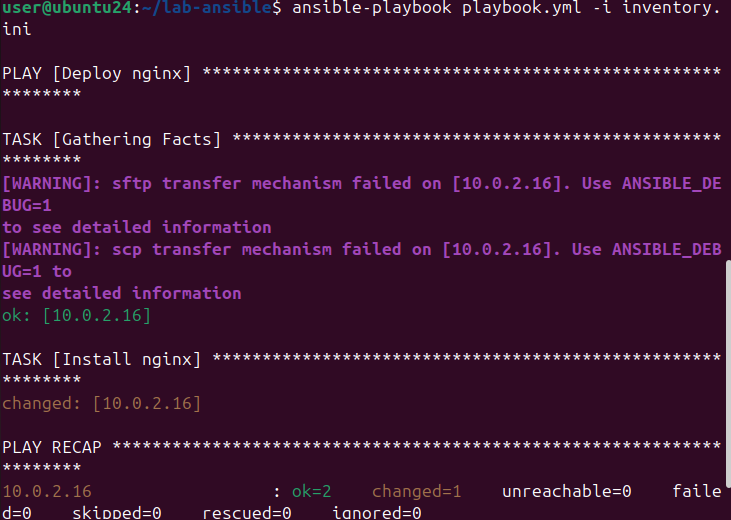 user@ubuntu24:~/lab-ansible$ ansible-playbook playbook.yml -i inventory.
ini
PLAY [Deploy nginx] ****************************************************
********
TASK [Gathering Facts] *************************************************
********
[WARNING]: sftp transfer mechanism failed on [10.0.2.16]. Use ANSIBLE_DE
BUG=1
to see detailed information
[WARNING]: scp transfer mechanism failed on [10.0.2.16]. Use ANSIBLE_DEB
UG=1 to
see detailed information
ok: [10.0.2.16]
TASK [Install nginx] ***************************************************
********
changed: [10.0.2.16]
PLAY RECAP *************************************************************
********
10.0.2.16                  : ok=2    changed=1    unreachable=0    faile
d=0    skipped=0    rescued=0    ignored=0